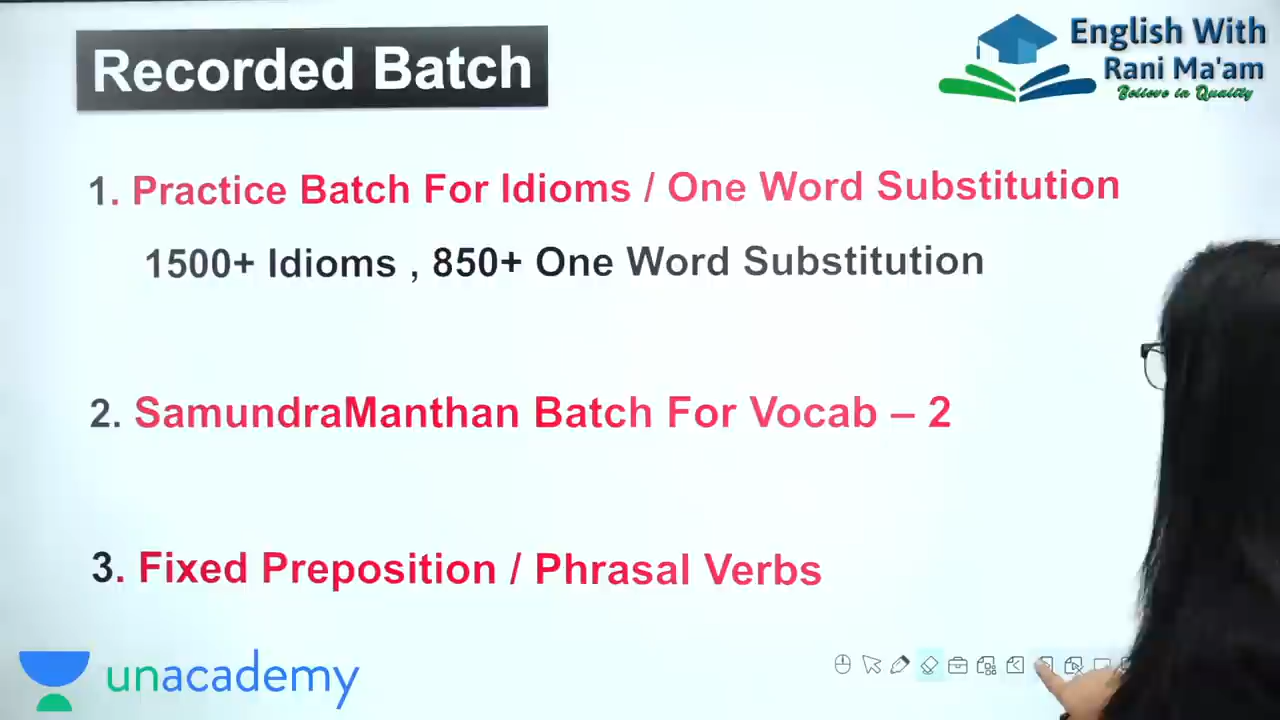 Recorded Batch
English With
Rani Ma'am
Believe in Quality
1. Practice Batch For Idioms / One Word Substitution
1500+ Idioms , 850+ One Word Substitution
2. SamundraManthan Batch For Vocab – 2
3. Fixed Preposition / Phrasal Verbs
unacademy